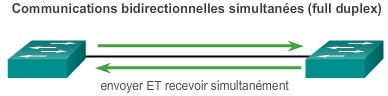 Communications bidirectionnelles simultanées (full duplex)
envoyer ET recevoir simultanément